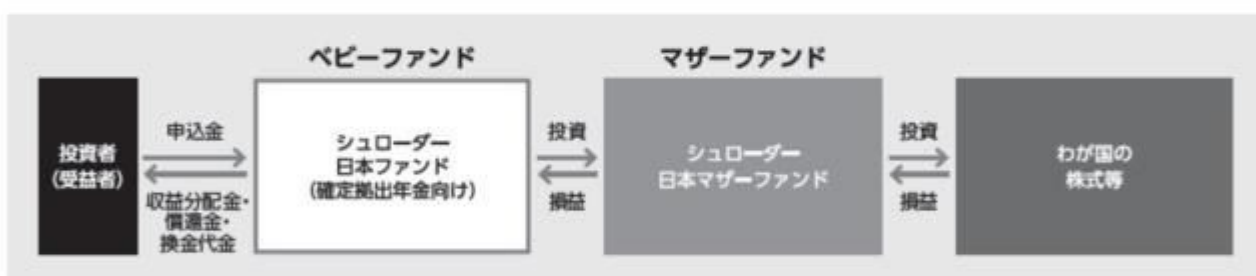 ベビーファンド
マザーファンド
投資者
(受益者)
申込金
収益分配金・
償還金・
換金代金
シュローダー
日本ファンド
(確定拠出年金向け)
投資
損益
シュローダー
日本マザーファンド
投資
損益
わが国の
株式等